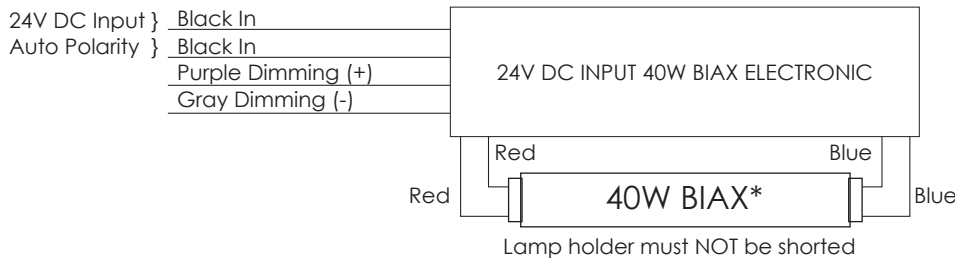 24V DC Input } Black In
Auto Polarity } Black In
Purple Dimming (+)
Gray Dimming (-)
24V DC INPUT 40W BIAX ELECTRONIC
Red
Blue
Red
40W BIAX*
Blue
Lamp holder must NOT be shorted